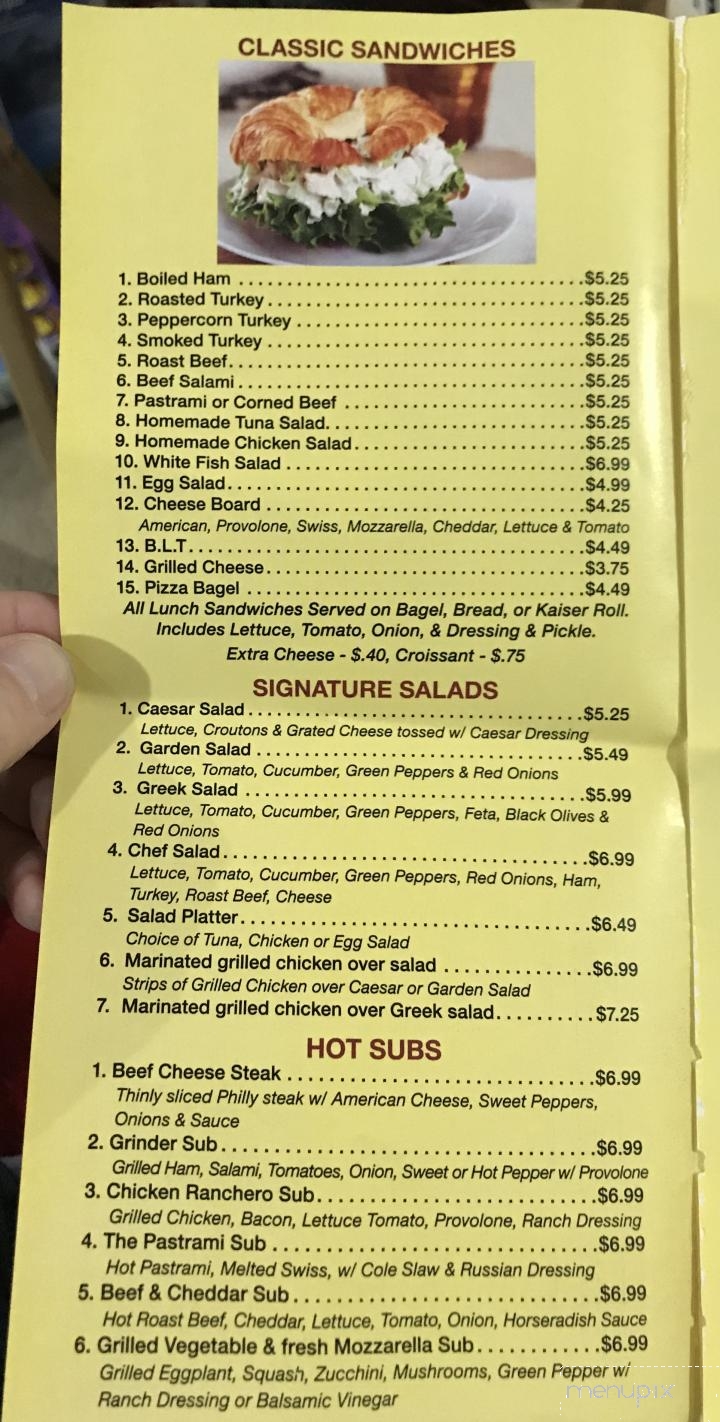 CLASSIC SANDWICHES
1. Boiled Ham ........................................$5.25
2. Roasted Turkey....................................$5.25
3. Peppercorn Turkey ................................$5.25
4. Smoked Turkey ....................................$5.25
5. Roast Beef........................................$5.25
6. Beef Salami.......................................$5.25
7. Pastrami or Corned Beef ..........................$5.25
8. Homemade Tuna Salad...............................$5.25
9. Homemade Chicken Salad............................$5.25
10. White Fish Salad ................................$6.99
11. Egg Salad........................................$4.99
12. Cheese Board ....................................$4.25
American, Provolone, Swiss, Mozzarella, Cheddar, Lettuce & Tomato
13. B.L.T............................................$4.49
14. Grilled Cheese...................................$3.75
15. Pizza Bagel .....................................$4.49
All Lunch Sandwiches Served on Bagel, Bread, or Kaiser Roll.
Includes Lettuce, Tomato, Onion, & Dressing & Pickle.
Extra Cheese - $.40, Croissant - $.75
SIGNATURE SALADS
1. Caesar Salad......................................$5.25
Lettuce, Croutons & Grated Cheese tossed w/ Caesar Dressing
2. Garden Salad .....................................$5.49
Lettuce, Tomato, Cucumber, Green Peppers & Red Onions
3. Greek Salad ......................................$5.99
Lettuce, Tomato, Cucumber, Green Peppers, Feta, Black Olives &
Red Onions
4. Chef Salad........................................$6.99
Lettuce, Tomato, Cucumber, Green Peppers, Red Onions, Ham,
Turkey, Roast Beef, Cheese
5. Salad Platter.....................................$6.49
Choice of Tuna, Chicken or Egg Salad
6. Marinated grilled chicken over salad ...............$6.99
Strips of Grilled Chicken over Caesar or Garden Salad
7. Marinated grilled chicken over Greek salad..........$7.25
HOT SUBS
1. Beef Cheese Steak ................................$6.99
Thinly sliced Philly steak w/ American Cheese, Sweet Peppers,
Onions & Sauce
2. Grinder Sub.......................................$6.99
Grilled Ham, Salami, Tomatoes, Onion, Sweet or Hot Pepper w/ Provolone
3. Chicken Ranchero Sub..............................$6.99
Grilled Chicken, Bacon, Lettuce Tomato, Provolone, Ranch Dressing
4. The Pastrami Sub .................................$6.99
Hot Pastrami, Melted Swiss, w/ Cole Slaw & Russian Dressing
5. Beef & Cheddar Sub................................$6.99
Hot Roast Beef, Cheddar, Lettuce, Tomato, Onion, Horseradish Sauce
6. Grilled Vegetable & fresh Mozzarella Sub............$6.99
Grilled Eggplant, Squash, Zucchini, Mushrooms, Green Pepper w/
Ranch Dressing or Balsamic Vinegar
menupix